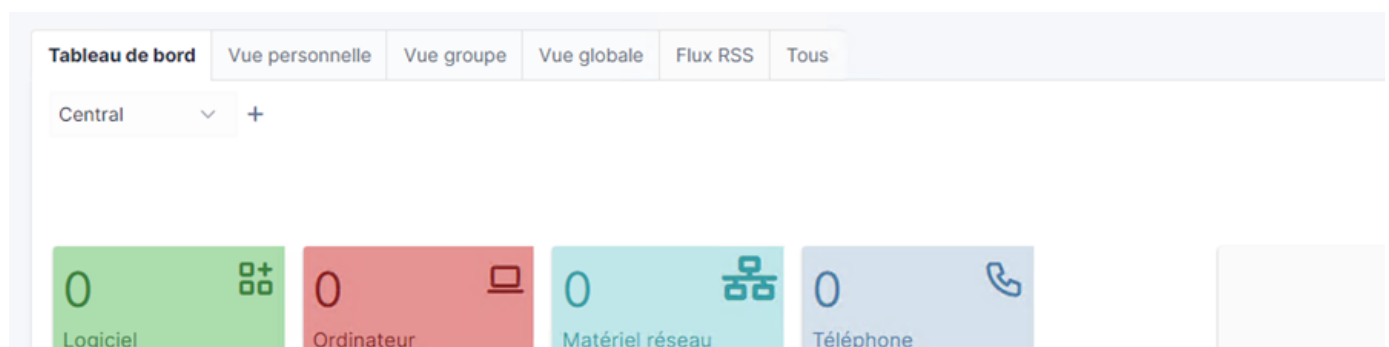 Tableau de bord Vue personnelle Vue groupe Vue globale Flux RSS Tous
Central +
0 0 0 0
Logiciel Ordinateur Matériel réseau Téléphone